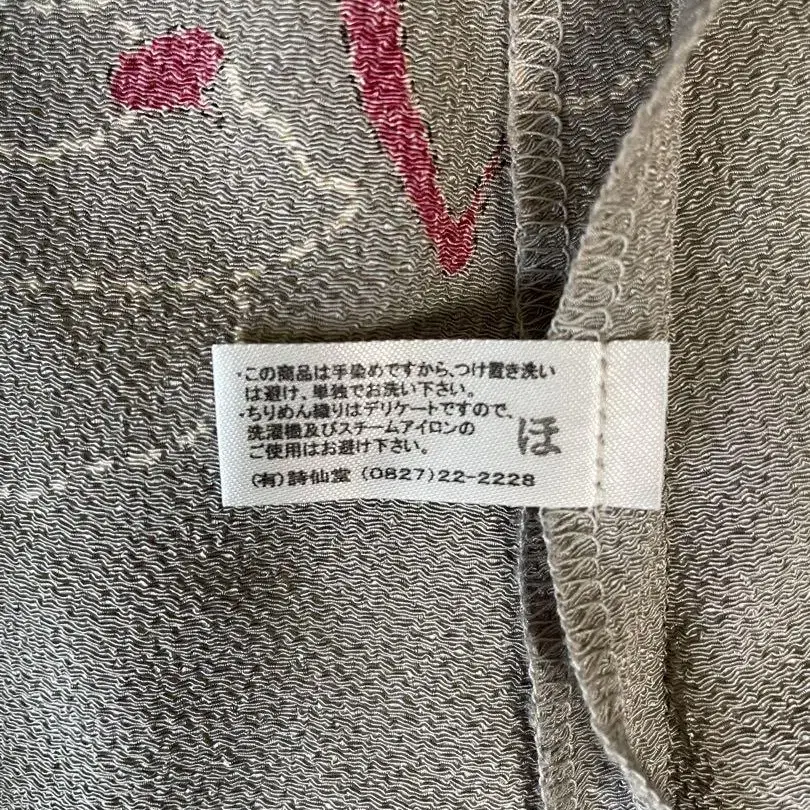 ・この商品は手染めですから、つけ置き洗い
は避け、単独でお洗い下さい。
・ちりめん織りはデリケートですので、
洗濯機及びスチームアイロンの
ご使用はお避け下さい。
ほ
(有)詩仙堂 (0827)22-2228